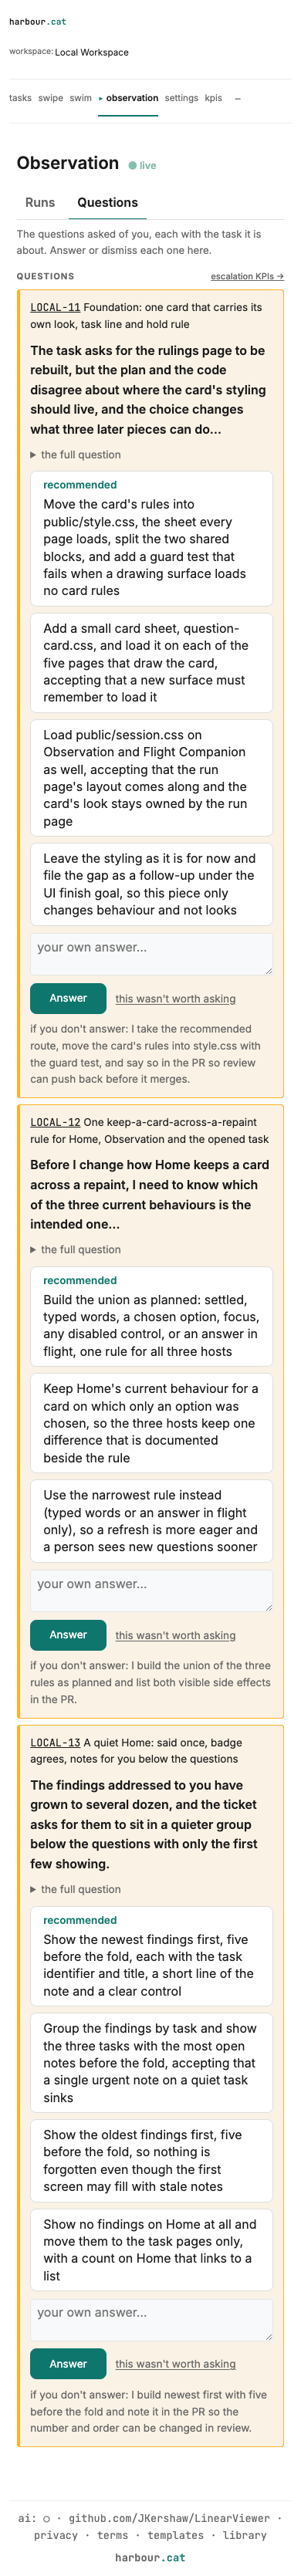 harbour.cat
workspace: Local Workspace
tasks swipe swim ▸ observation settings kpis —
Observation ● live
Runs Questions
The questions asked of you, each with the task it is
about. Answer or dismiss each one here.
QUESTIONS escalation KPIs →
LOCAL-11 Foundation: one card that carries its
own look, task line and hold rule
The task asks for the rulings page to be
rebuilt, but the plan and the code
disagree about where the card's styling
should live, and the choice changes
what three later pieces can do…
▶ the full question
recommended
Move the card's rules into
public/style.css, the sheet every
page loads, split the two shared
blocks, and add a guard test that
fails when a drawing surface loads
no card rules
Add a small card sheet, question-
card.css, and load it on each of the
five pages that draw the card,
accepting that a new surface must
remember to load it
Load public/session.css on
Observation and Flight Companion
as well, accepting that the run
page's layout comes along and the
card's look stays owned by the run
page
Leave the styling as it is for now and
file the gap as a follow-up under the
UI finish goal, so this piece only
changes behaviour and not looks
your own answer…
Answer this wasn't worth asking
if you don't answer: I take the recommended
route, move the card's rules into style.css with
the guard test, and say so in the PR so review
can push back before it merges.
LOCAL-12 One keep-a-card-across-a-repaint
rule for Home, Observation and the opened task
Before I change how Home keeps a card
across a repaint, I need to know which
of the three current behaviours is the
intended one…
▶ the full question
recommended
Build the union as planned: settled,
typed words, a chosen option, focus,
any disabled control, or an answer in
flight, one rule for all three hosts
Keep Home's current behaviour for a
card on which only an option was
chosen, so the three hosts keep one
difference that is documented
beside the rule
Use the narrowest rule instead
(typed words or an answer in flight
only), so a refresh is more eager and
a person sees new questions sooner
your own answer…
Answer this wasn't worth asking
if you don't answer: I build the union of the three
rules as planned and list both visible side effects
in the PR.
LOCAL-13 A quiet Home: said once, badge
agrees, notes for you below the questions
The findings addressed to you have
grown to several dozen, and the ticket
asks for them to sit in a quieter group
below the questions with only the first
few showing.
▶ the full question
recommended
Show the newest findings first, five
before the fold, each with the task
identifier and title, a short line of the
note and a clear control
Group the findings by task and show
the three tasks with the most open
notes before the fold, accepting that
a single urgent note on a quiet task
sinks
Show the oldest findings first, five
before the fold, so nothing is
forgotten even though the first
screen may fill with stale notes
Show no findings on Home at all and
move them to the task pages only,
with a count on Home that links to a
list
your own answer…
Answer this wasn't worth asking
if you don't answer: I build newest first with five
before the fold and note it in the PR so the
number and order can be changed in review.
ai: ○ · github.com/JKershaw/LinearViewer ·
privacy · terms · templates · library
harbour.cat